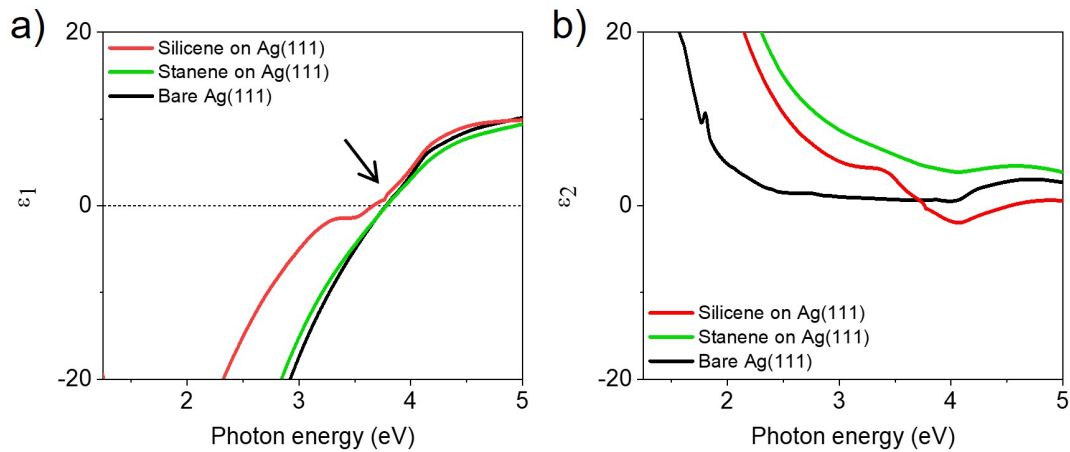 a)
20
Silicene on Ag(111)
Stanene on Ag(111)
Bare Ag(111)
ε1
0
-20
2 3 4 5
Photon energy (eV)
b)
20
ε2
0
Silicene on Ag(111)
Stanene on Ag(111)
Bare Ag(111)
-20
2 3 4 5
Photon energy (eV)